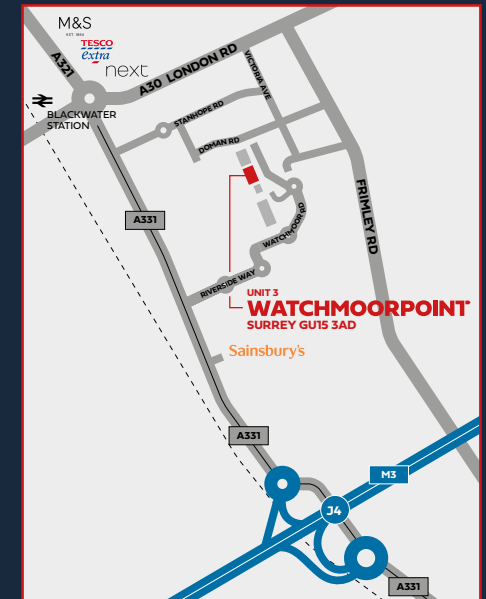 M&S
EST. 1884
TESCO
extra
next
A321
A30 LONDON RD
VICTORIA AVE
BLACKWATER
STATION
STANHOPE RD
DOMAN RD
FRIMLEY RD
A331
WATCHMOOR RD
RIVERSIDE WAY
UNIT 3
WATCHMOORPOINT
SURREY GU15 3AD
Sainsbury's
A331
M3
J4
A331